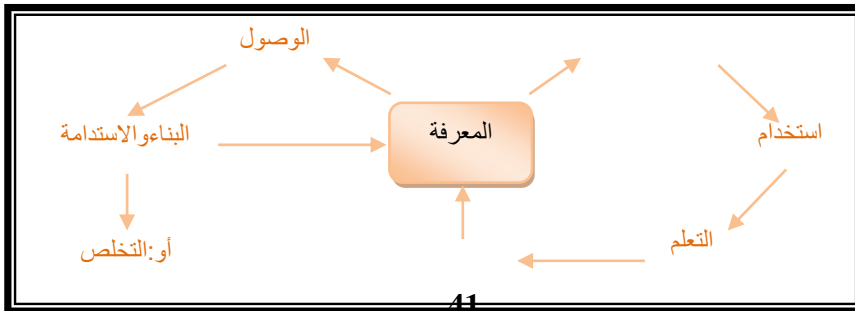 الوصول
المعرفة
البناءوالاستدامة
استخدام
التعلم
أو:التخلص
41